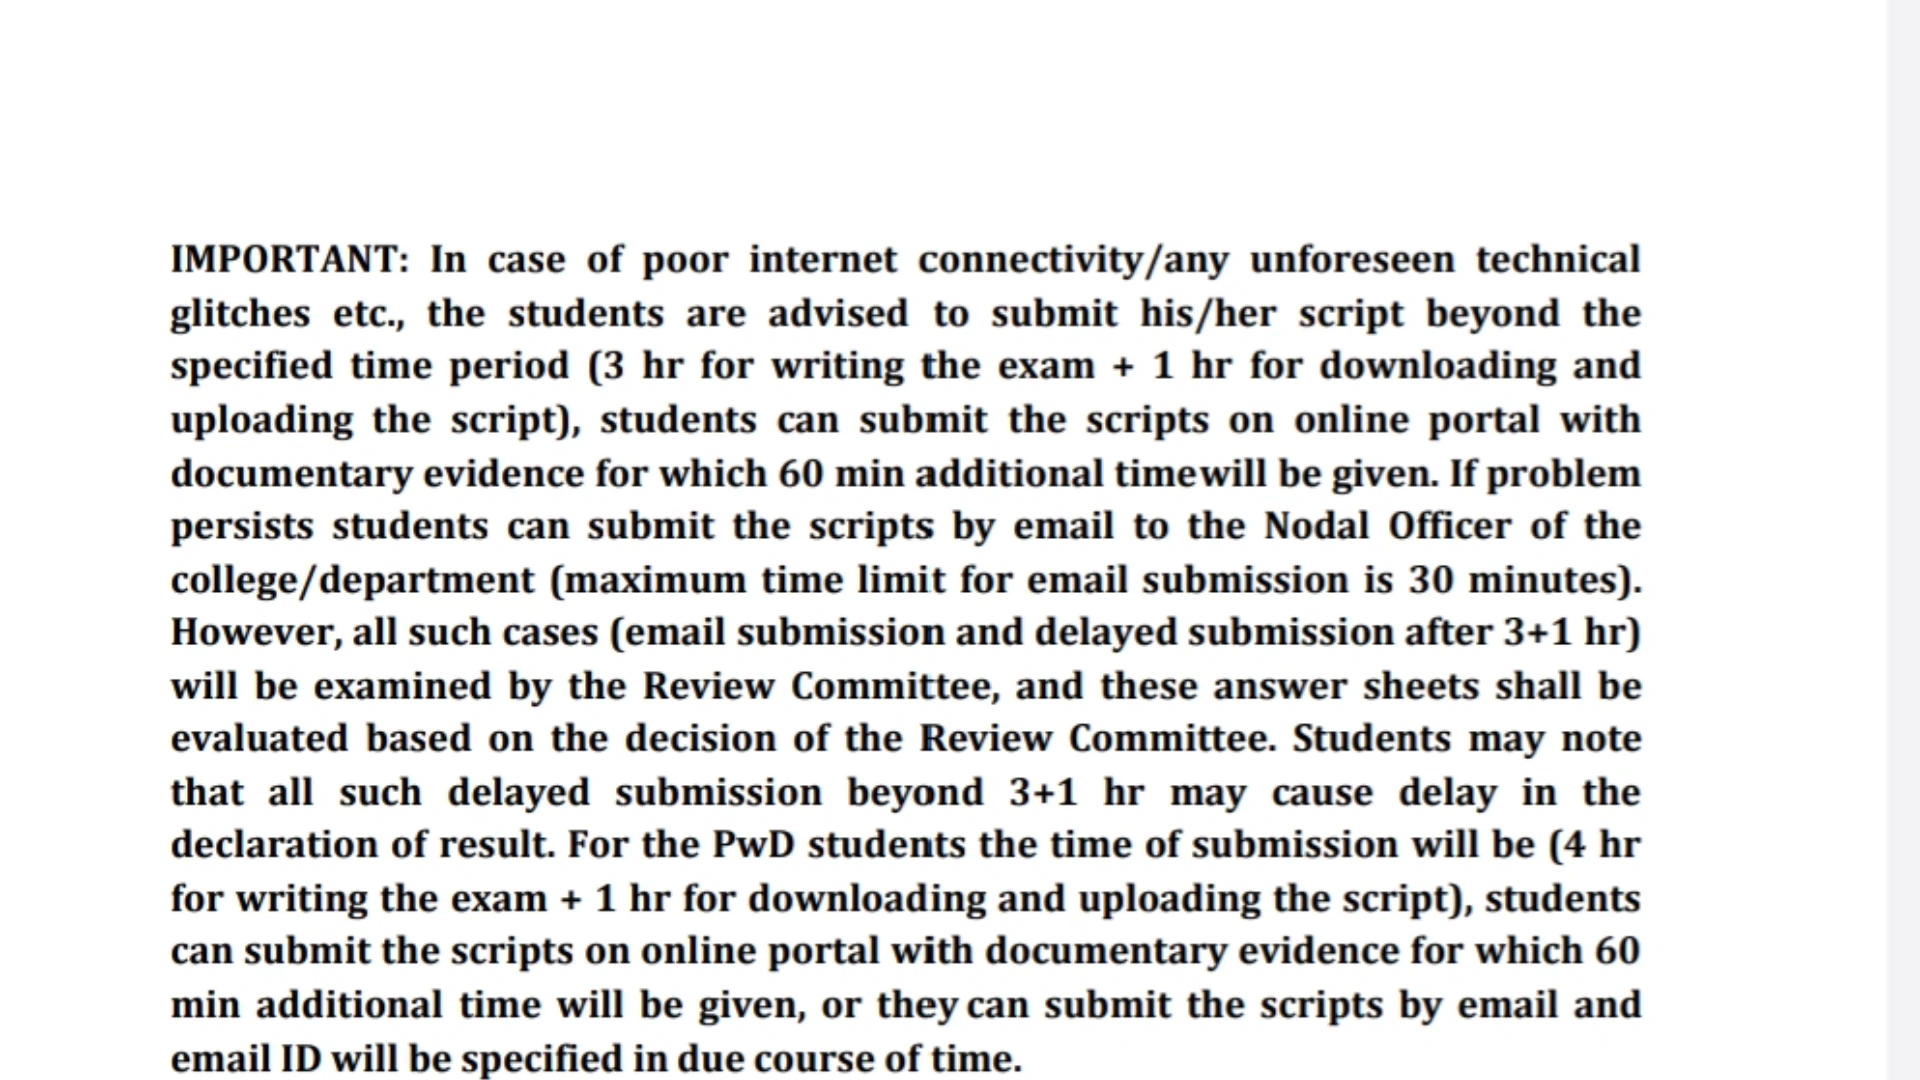 IMPORTANT: In case of poor internet connectivity/any unforeseen technical
glitches etc., the students are advised to submit his/her script beyond the
specified time period (3 hr for writing the exam + 1 hr for downloading and
uploading the script), students can submit the scripts on online portal with
documentary evidence for which 60 min additional timewill be given. If problem
persists students can submit the scripts by email to the Nodal Officer of the
college/department (maximum time limit for email submission is 30 minutes).
However, all such cases (email submission and delayed submission after 3+1 hr)
will be examined by the Review Committee, and these answer sheets shall be
evaluated based on the decision of the Review Committee. Students may note
that all such delayed submission beyond 3+1 hr may cause delay in the
declaration of result. For the PwD students the time of submission will be (4 hr
for writing the exam + 1 hr for downloading and uploading the script), students
can submit the scripts on online portal with documentary evidence for which 60
min additional time will be given, or they can submit the scripts by email and
email ID will be specified in due course of time.